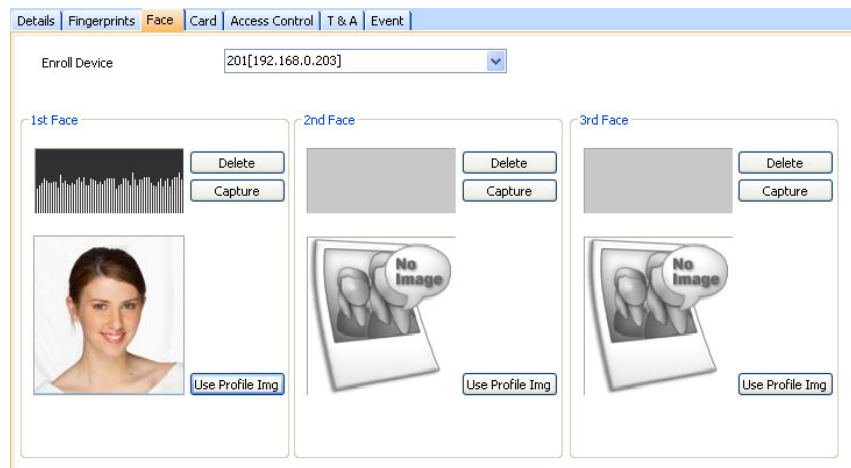 Details Fingerprints Face Card Access Control T & A Event
Enroll Device 201[192.168.0.203]
1st Face
Delete
Capture
Use Profile Img
2nd Face
Delete
Capture
No
Image
Use Profile Img
3rd Face
Delete
Capture
No
Image
Use Profile Img